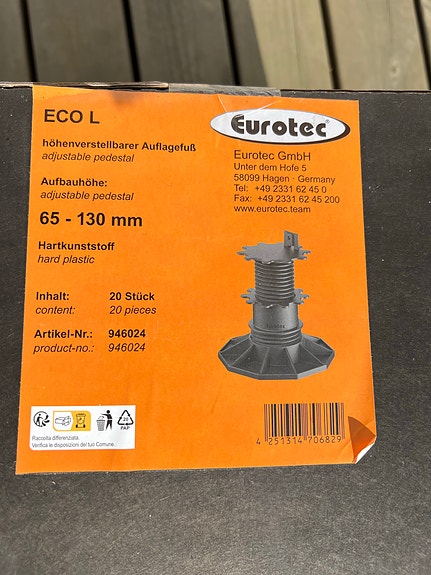 ECO L
höhenverstellbarer Auflagefuß
adjustable pedestal
Aufbauhöhe:
adjustable pedestal
65 - 130 mm
Hartkunststoff
hard plastic
Inhalt: 20 Stück
content: 20 pieces
Artikel-Nr.: 946024
product-no.: 946024
Raccolta differenziata.
Verifica le disposizioni del tuo Comune.
PAP
Eurotec®
Eurotec GmbH
Unter dem Hofe 5
58099 Hagen · Germany
Tel: +49 2331 62 45 0
Fax: +49 2331 62 45 200
www.eurotec.team
4 251314 706829